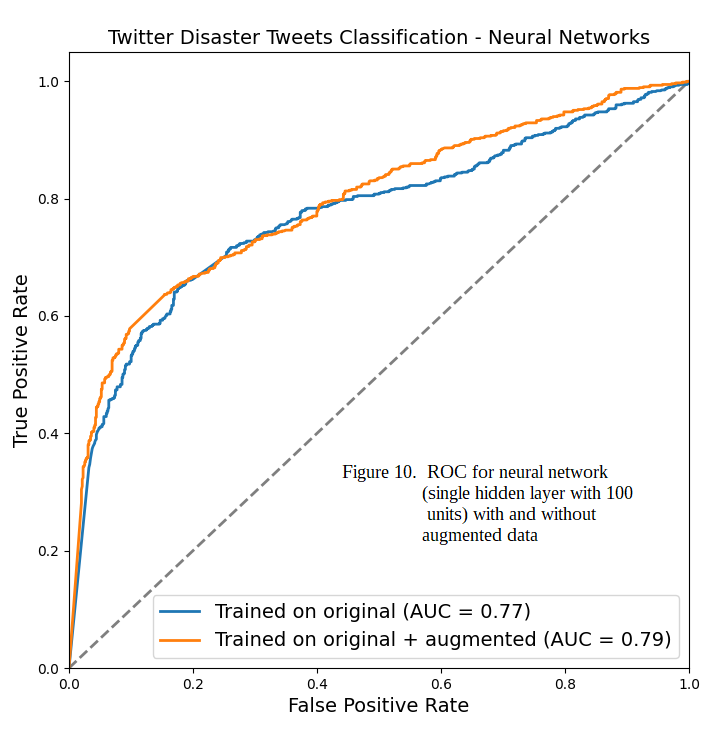 Twitter Disaster Tweets Classification - Neural Networks
1.0
0.8
0.6
0.4
0.2
0.0
True Positive Rate
Figure 10. ROC for neural network
(single hidden layer with 100
units) with and without
augmented data
Trained on original (AUC = 0.77)
Trained on original + augmented (AUC = 0.79)
0.0 0.2 0.4 0.6 0.8 1.0
False Positive Rate